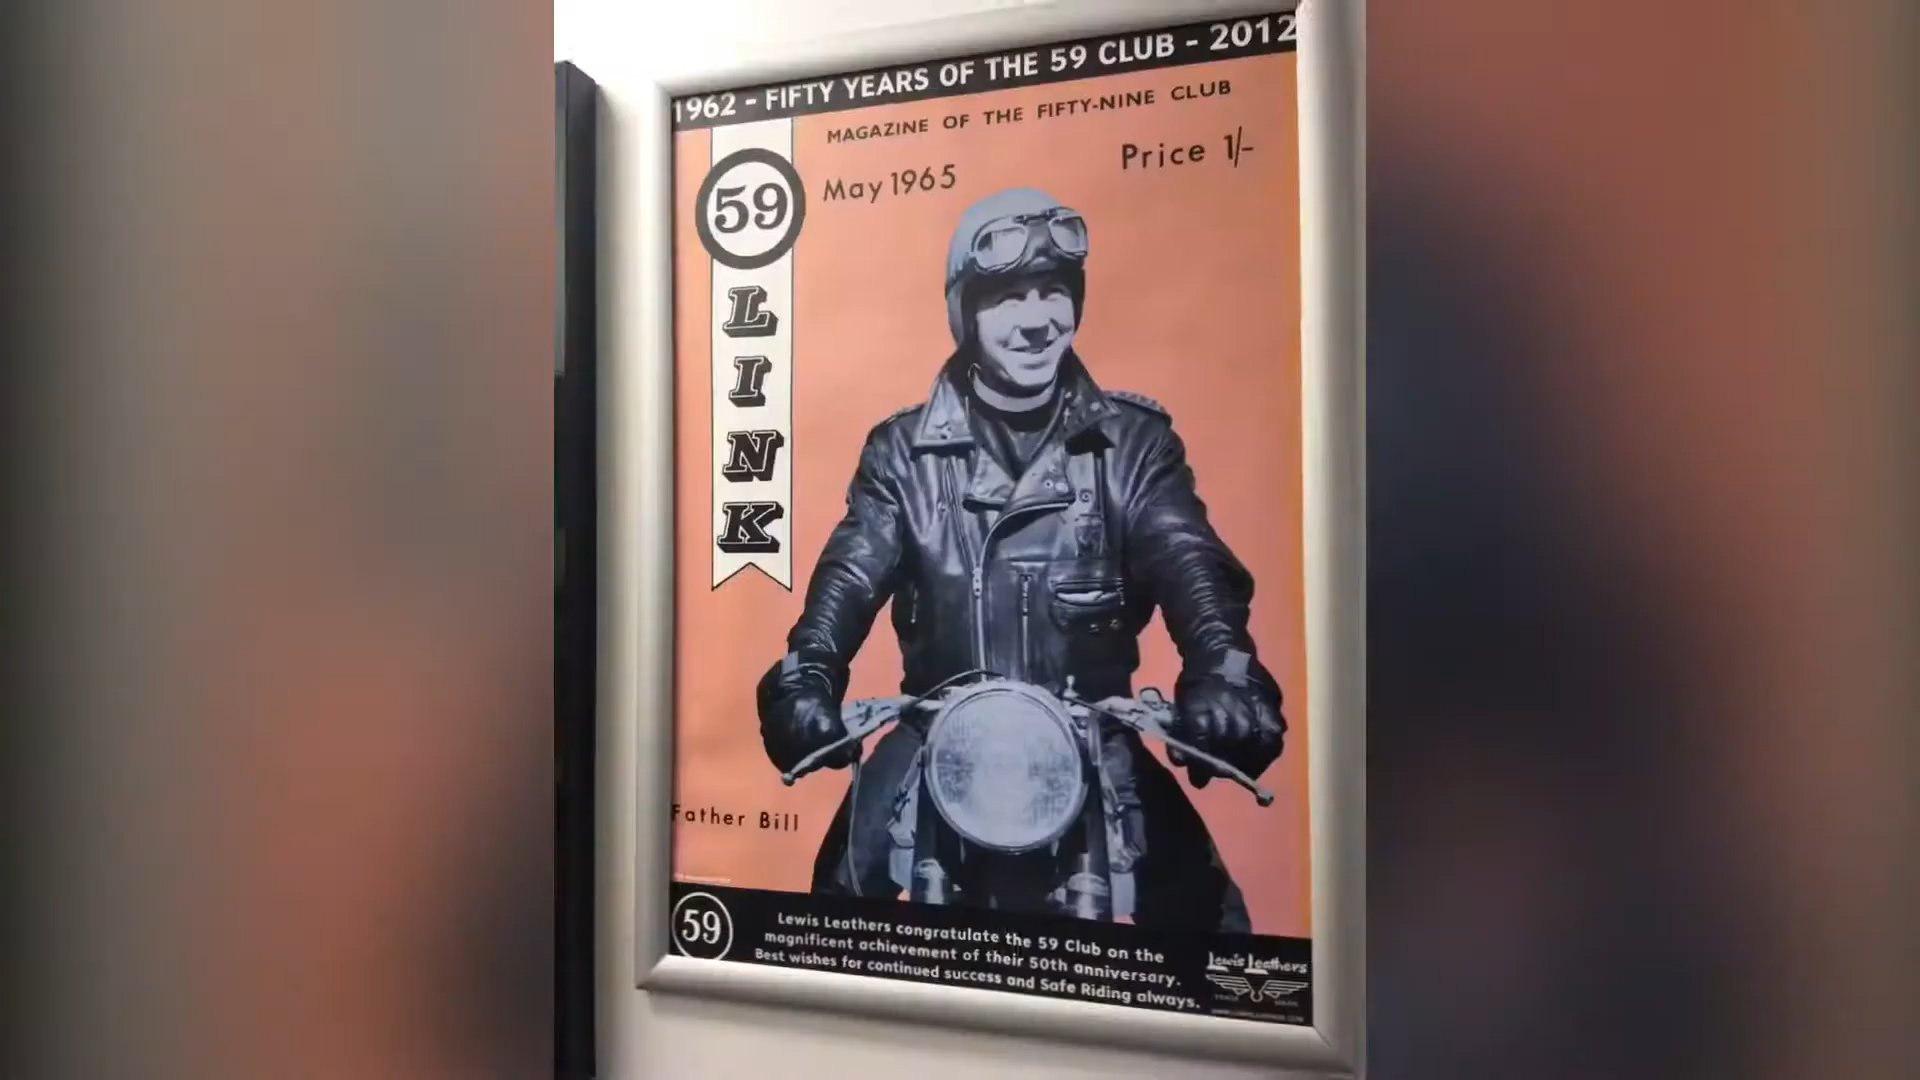 1962 - FIFTY YEARS OF THE 59 CLUB - 2012
MAGAZINE OF THE FIFTY-NINE CLUB
Price 1/-
May 1965
59
LINK
Father Bill
59
Lewis Leathers congratulate the 59 Club on the
magnificent achievement of their 50th anniversary.
Best wishes for continued success and Safe Riding always.
Lewis Leathers